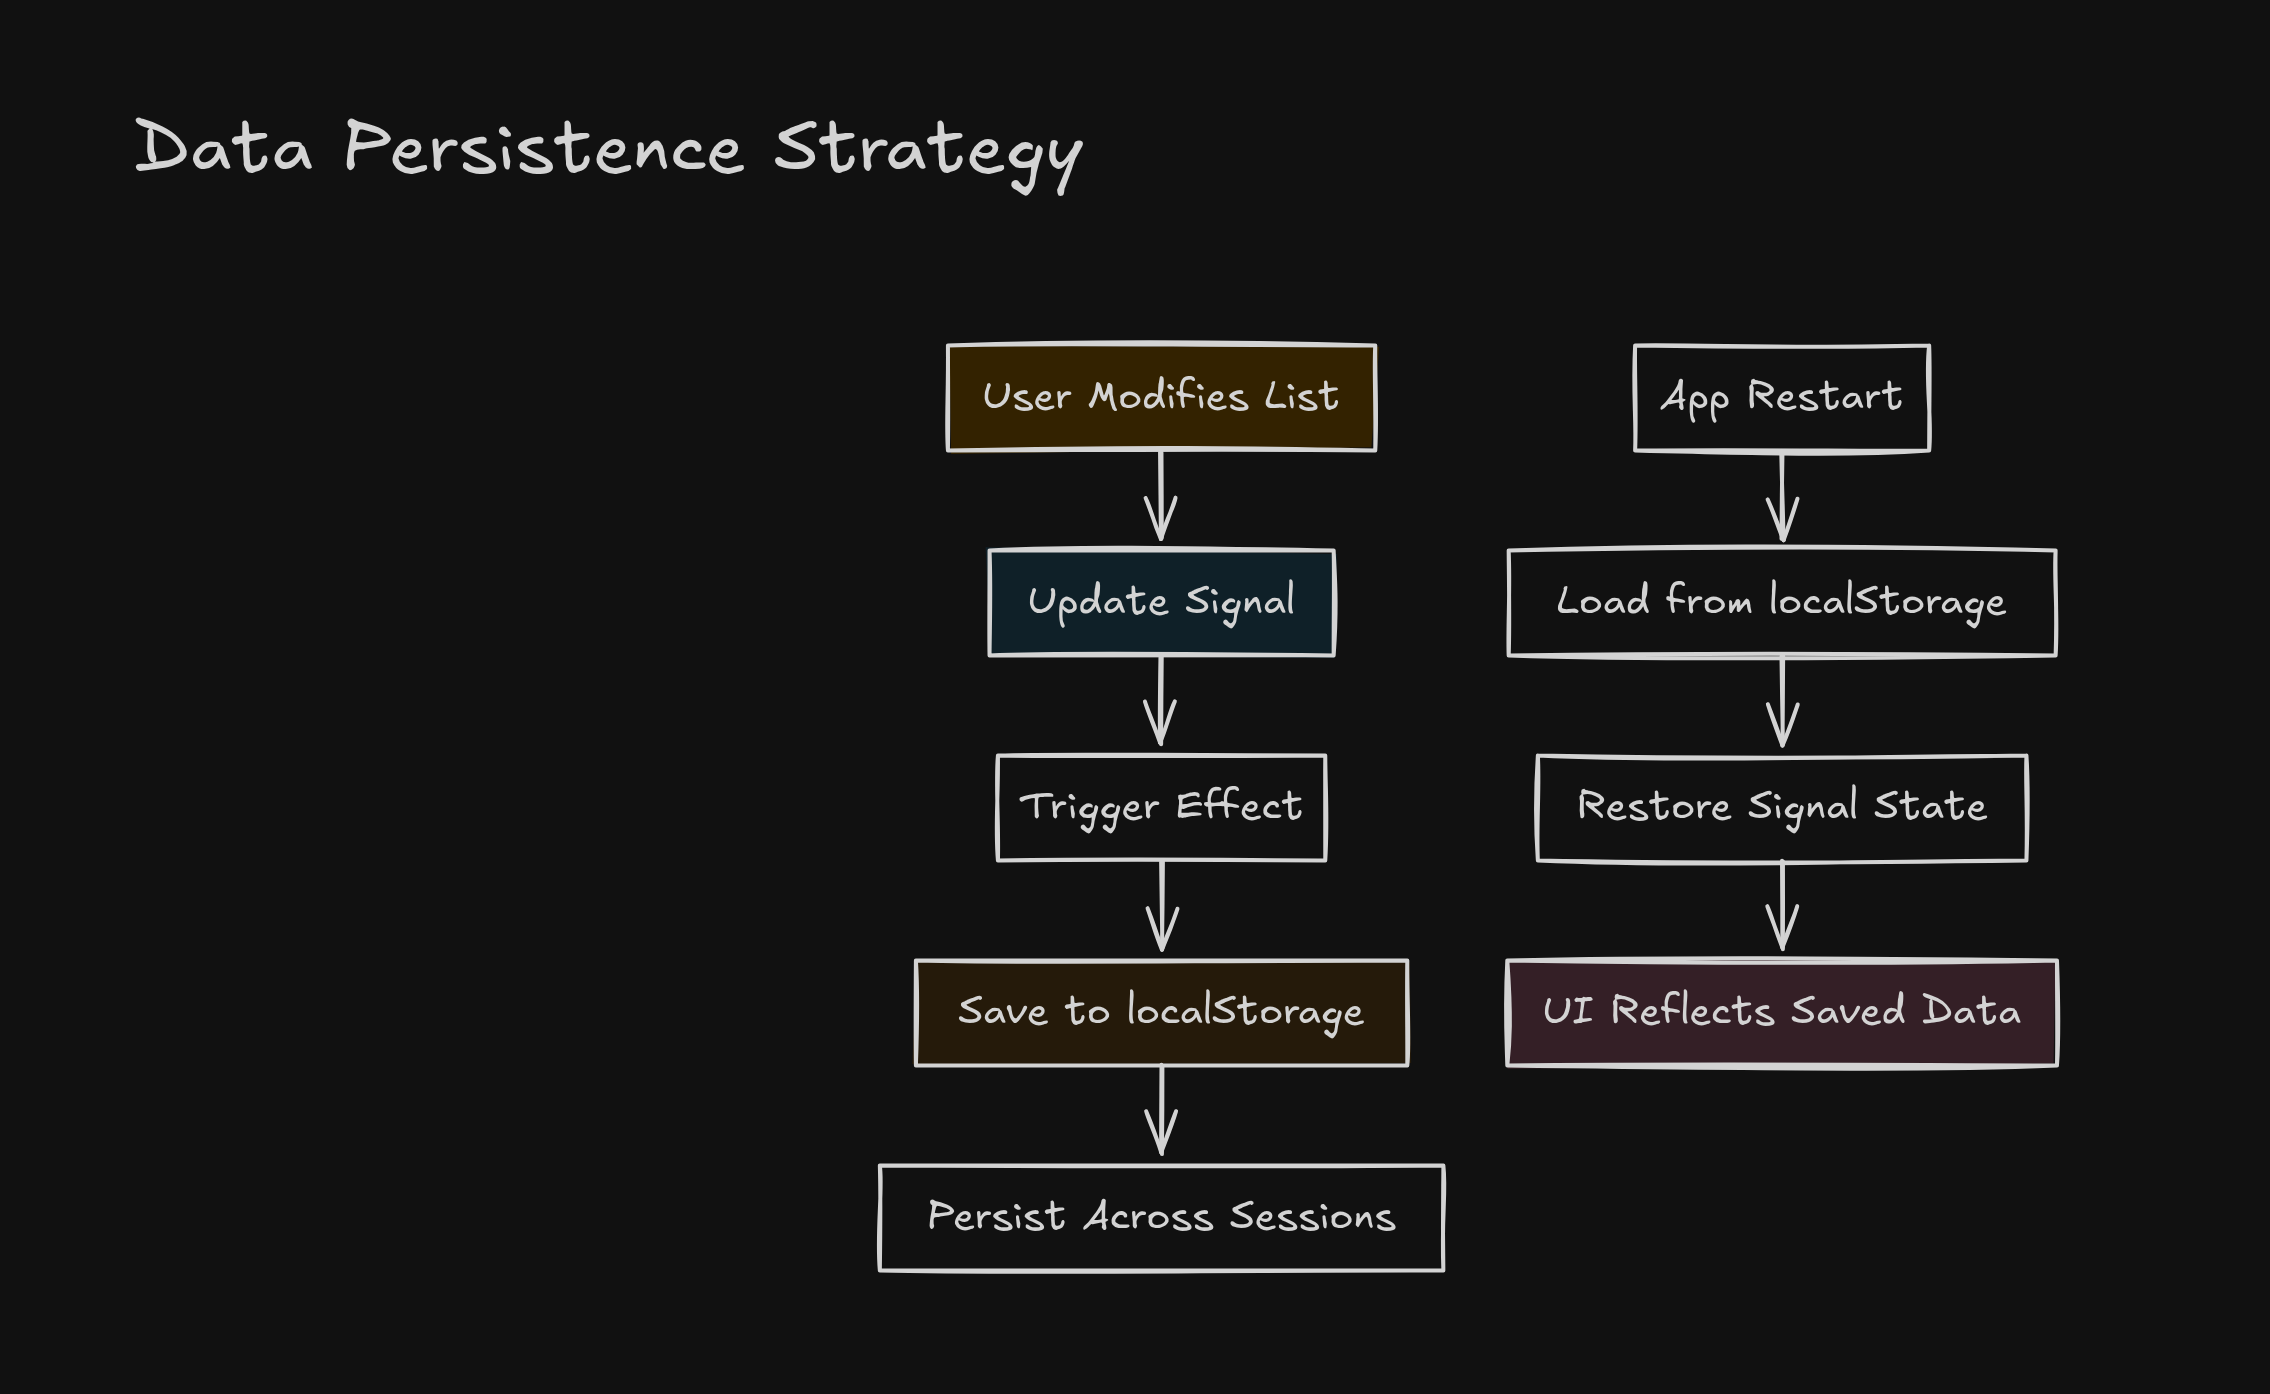 Data Persistence Strategy
User Modifies List
Update Signal
Trigger Effect
Save to localStorage
Persist Across Sessions
App Restart
Load from localStorage
Restore Signal State
UI Reflects Saved Data